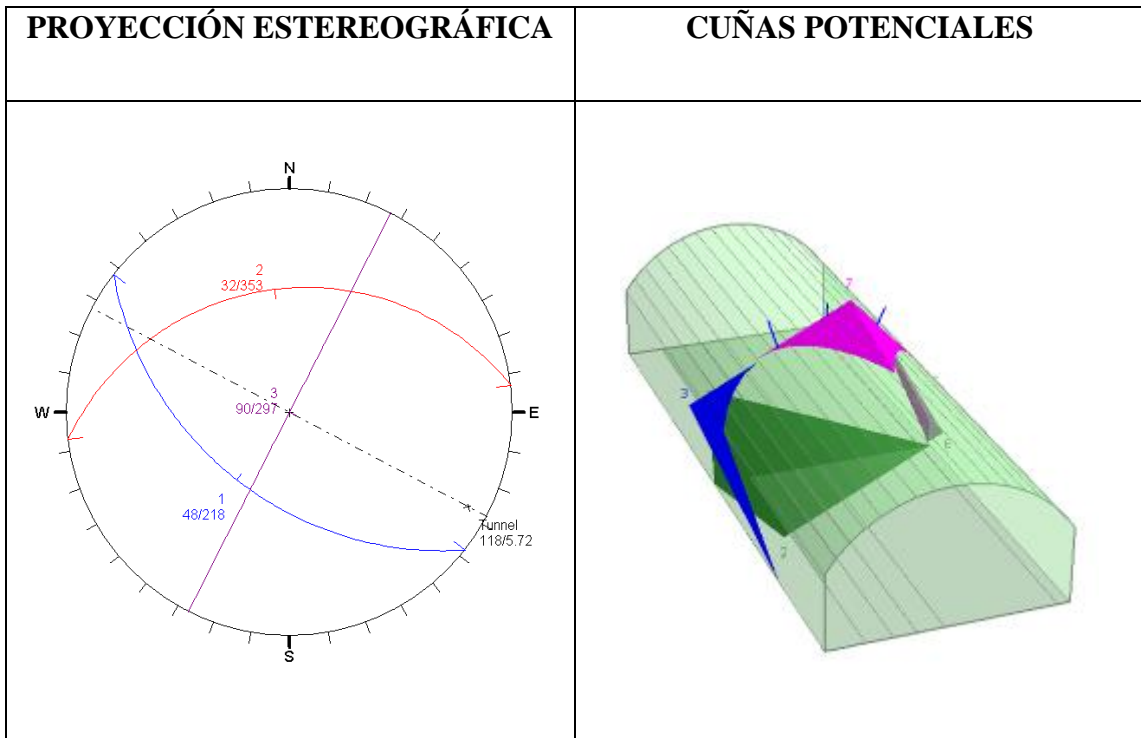 PROYECCIÓN ESTEREOGRÁFICA
CUÑAS POTENCIALES
N
2
32/353
3
90/297
W
E
1
48/218
Tunnel
118/5.72
S
7
3
6
2